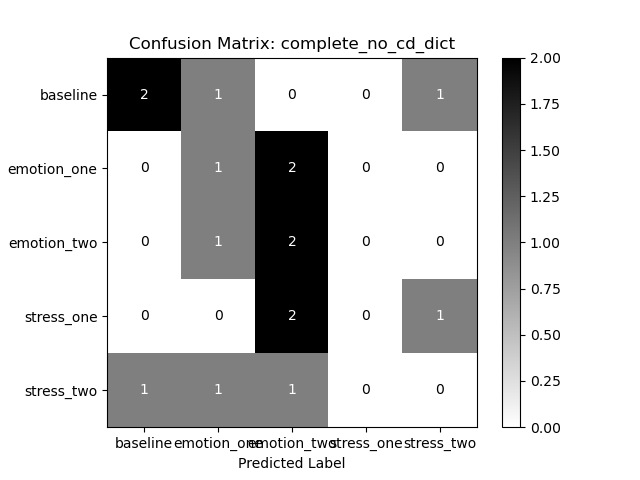 Confusion Matrix: complete_no_cd_dict
baseline 2 1 0 0 1
emotion_one 0 1 2 0 0
emotion_two 0 1 2 0 0
stress_one 0 0 2 0 1
stress_two 1 1 1 0 0
baseline emotion_one emotion_two stress_one stress_two
Predicted Label
2.00
1.75
1.50
1.25
1.00
0.75
0.50
0.25
0.00